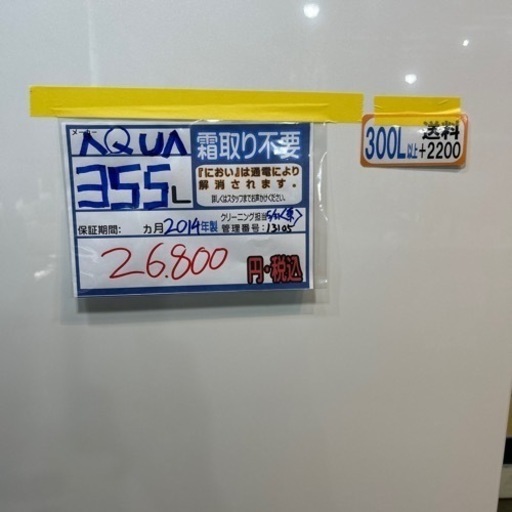 メーカー
AQUA
霜取り不要
355L
『におい』は通電により
解消されます。
詳しくはスタッフまでお声かけください。
保証期間: カ月 2014年製
クリーニング担当
管理番号: 13105
26.800 円・税込
送料
300L以上 +2200